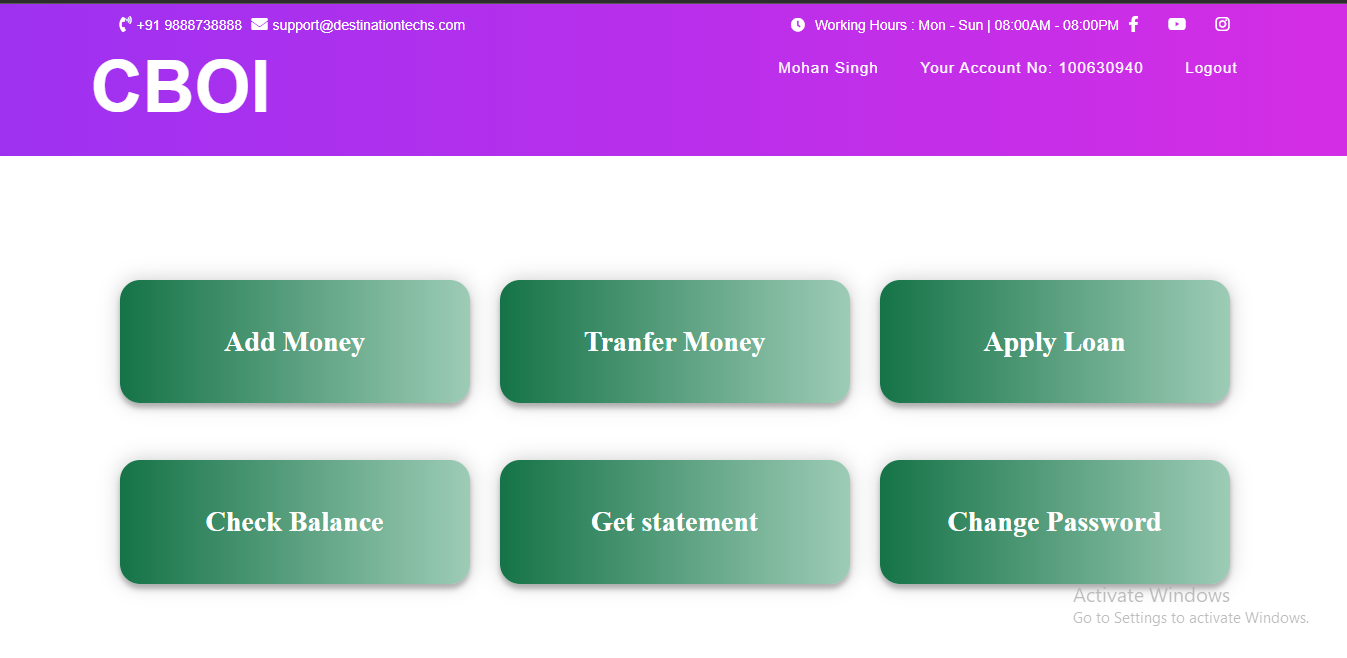 +91 9888738888 support@destinationtechs.com Working Hours : Mon - Sun | 08:00AM - 08:00PM
CBOI Mohan Singh Your Account No: 100630940 Logout
Add Money Tranfer Money Apply Loan
Check Balance Get statement Change Password
Activate Windows
Go to Settings to activate Windows.